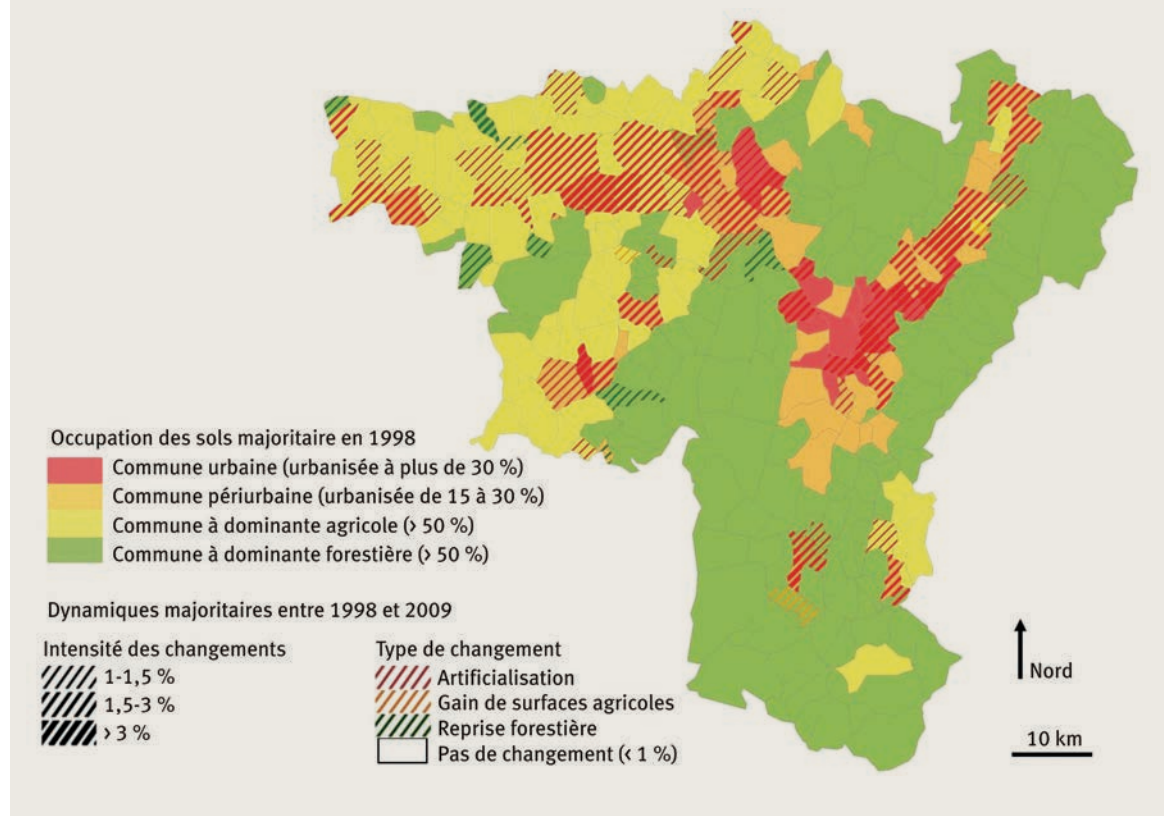 Occupation des sols majoritaire en 1998
Commune urbaine (urbanisée à plus de 30 %)
Commune périurbaine (urbanisée de 15 à 30 %)
Commune à dominante agricole (> 50 %)
Commune à dominante forestière (> 50 %)
Dynamiques majoritaires entre 1998 et 2009
Intensité des changements
1-1,5 %
1,5-3 %
> 3 %
Type de changement
Artificialisation
Gain de surfaces agricoles
Reprise forestière
Pas de changement (< 1 %)
Nord
10 km